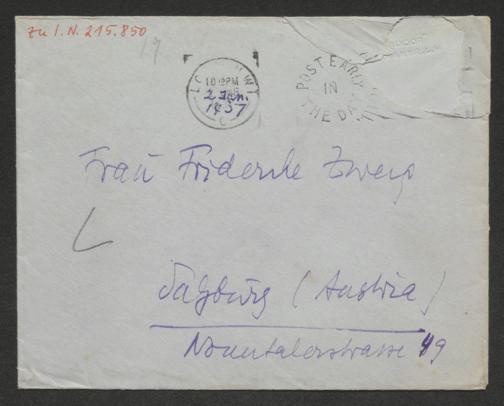 Zu I.N. 215.850
19
10 PM
2 Jan.
1937
C
POST EARLY
IN
THE DAY
Frau Friderike Zweig
Salzburg (Austria)
Nonntalerstrasse 49